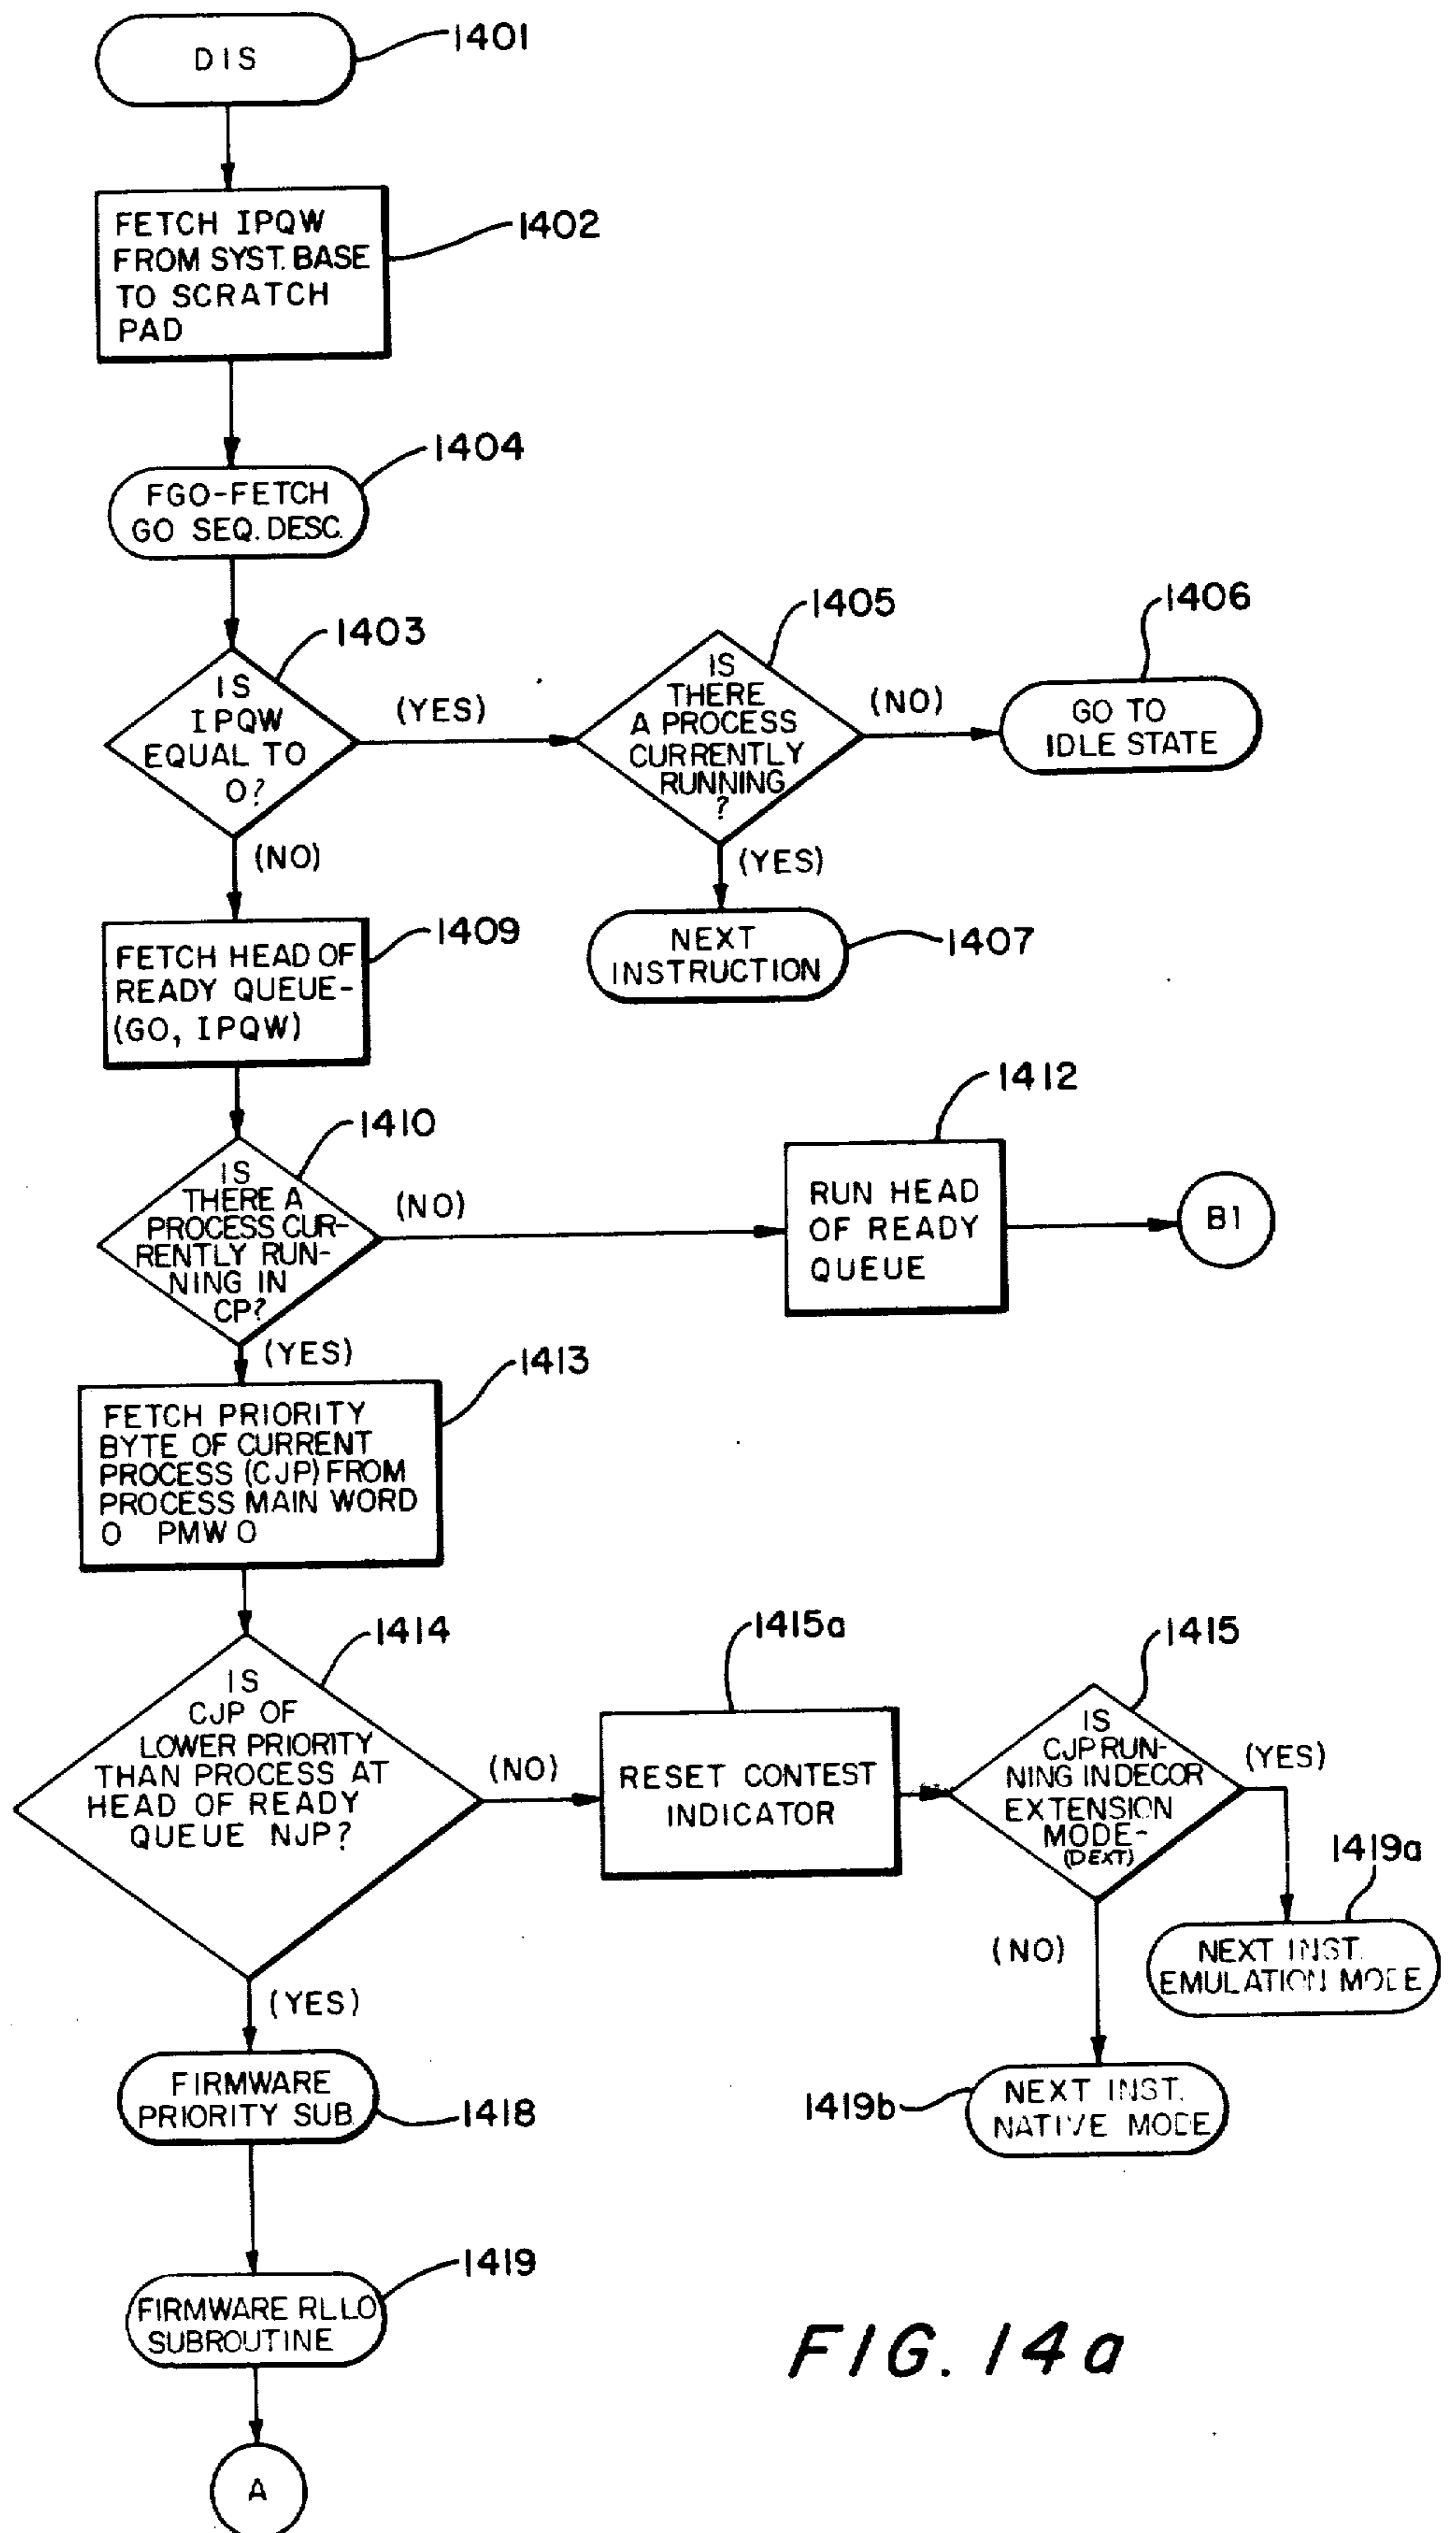 DIS
1401
FETCH IPQW
FROM SYST. BASE
TO SCRATCH
PAD
1402
FGO-FETCH
GO SEQ. DESC.
1404
IS
IPQW
EQUAL TO
0?
1403
(YES)
(NO)
IS
THERE
A PROCESS
CURRENTLY
RUNNING
?
1405
(NO)
(YES)
GO TO
IDLE STATE
1406
NEXT
INSTRUCTION
1407
FETCH HEAD OF
READY QUEUE-
(GO, IPQW)
1409
IS
THERE A
PROCESS CUR-
RENTLY RUN-
NING IN
CP?
1410
(NO)
(YES)
RUN HEAD
OF READY
QUEUE
1412
B1
FETCH PRIORITY
BYTE OF CURRENT
PROCESS (CJP) FROM
PROCESS MAIN WORD
0 PMW 0
1413
IS
CJP OF
LOWER PRIORITY
THAN PROCESS AT
HEAD OF READY
QUEUE NJP?
1414
(NO)
(YES)
RESET CONTEST
INDICATOR
1415a
IS
CJP RUN-
NING IN DECOR
EXTENSION
MODE-
(DEXT)
1415
(YES)
(NO)
NEXT INST.
EMULATION MODE
1419a
NEXT INST.
NATIVE MODE
1419b
FIRMWARE
PRIORITY SUB.
1418
FIRMWARE RLLO
SUBROUTINE
1419
A
FIG. 14a